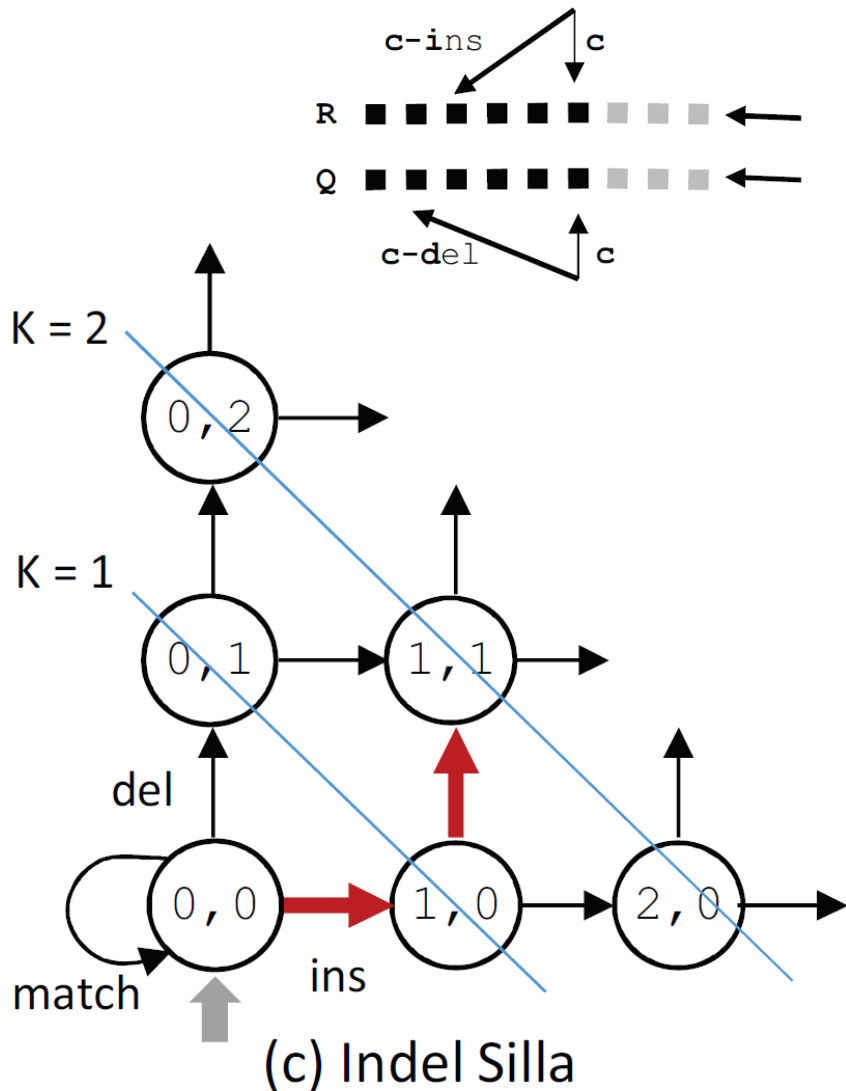 c-ins c
R
Q
c-del c
K = 2
0,2
K = 1
0,1 1,1
del
0,0 1,0 2,0
match ins
(c) Indel Silla